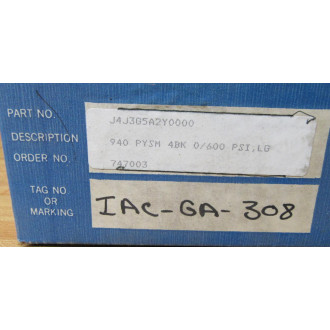 PART NO. J4J385A2Y0000
DESCRIPTION 940 PYSM 4BK 0/600 PSI,LG
ORDER NO. 747003
TAG NO
OR
MARKING
IAC-GA-308